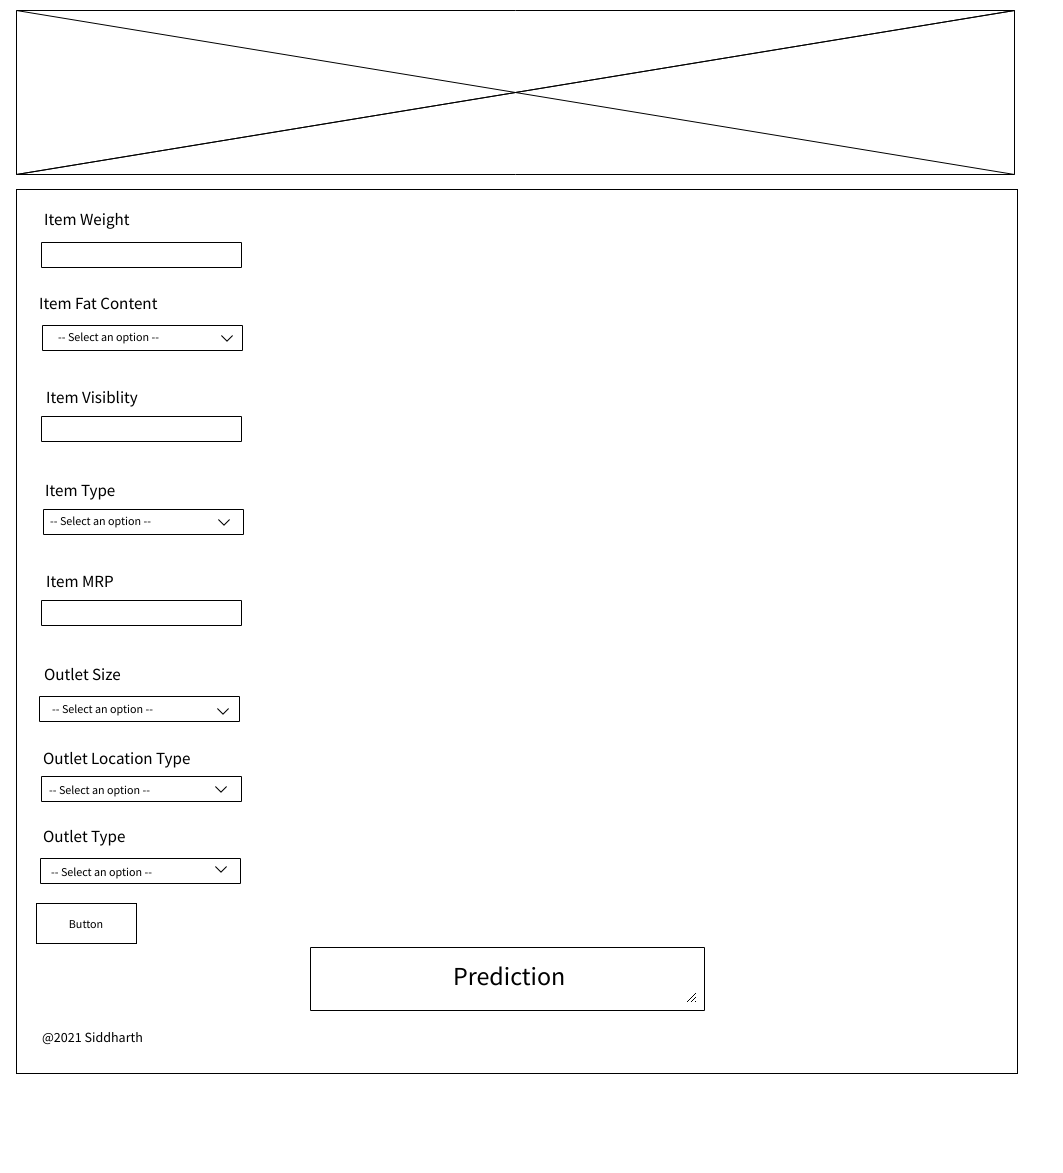 Item Weight
Item Fat Content
-- Select an option --
Item Visiblity
Item Type
-- Select an option --
Item MRP
Outlet Size
-- Select an option --
Outlet Location Type
-- Select an option --
Outlet Type
-- Select an option --
Button
Prediction
@2021 Siddharth